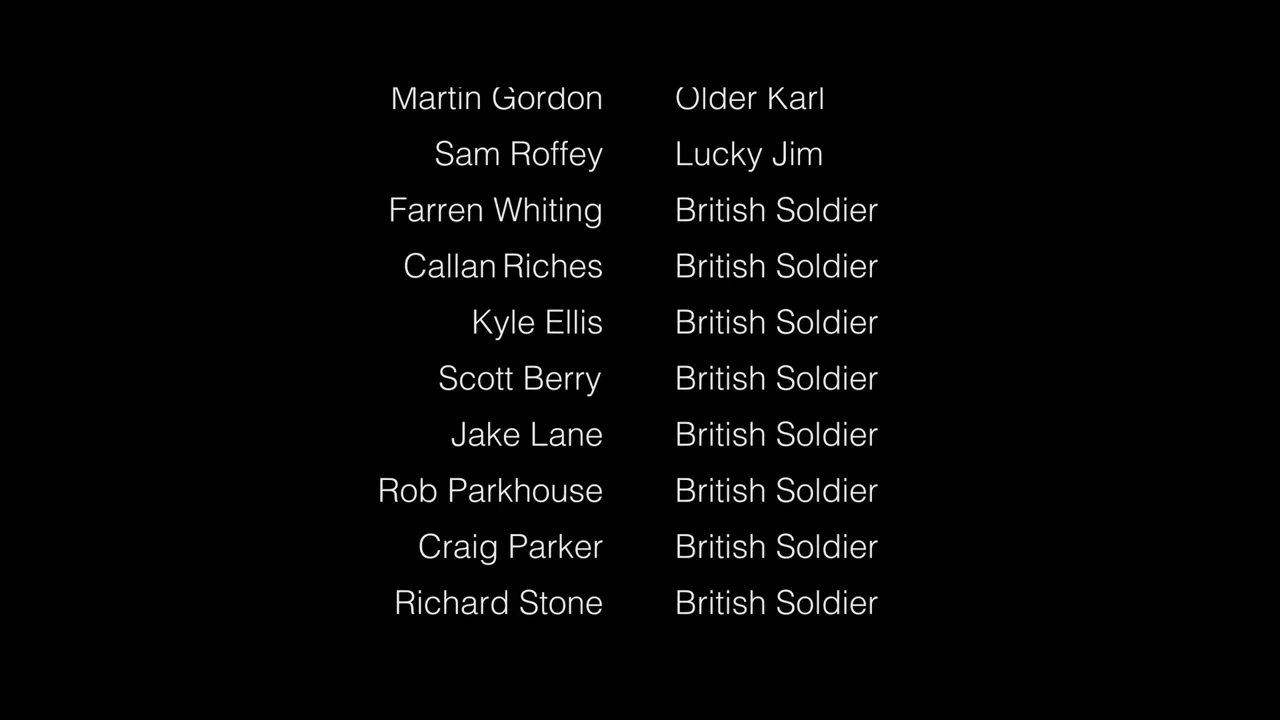 Martin Gordon Older Karl
Sam Roffey Lucky Jim
Farren Whiting British Soldier
Callan Riches British Soldier
Kyle Ellis British Soldier
Scott Berry British Soldier
Jake Lane British Soldier
Rob Parkhouse British Soldier
Craig Parker British Soldier
Richard Stone British Soldier